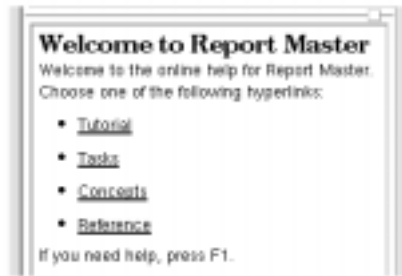 Welcome to Report Master
Welcome to the online help for Report Master.
Choose one of the following hyperlinks:
• Tutorial
• Tasks
• Concepts
• Reference
If you need help, press F1.